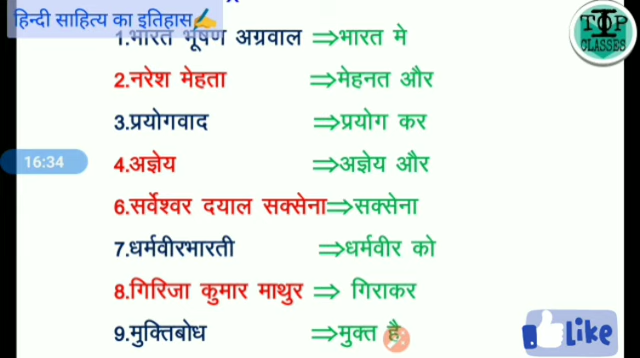 हिन्दी साहित्य का इतिहास✍
TOP CLASSES
1.भारत भूषण अग्रवाल ⇒भारत मे
2.नरेश मेहता ⇒मेहनत और
3.प्रयोगवाद ⇒प्रयोग कर
16:34
4.अज्ञेय ⇒अज्ञेय और
6.सर्वेश्वर दयाल सक्सेना⇒सक्सेना
7.धर्मवीरभारती ⇒धर्मवीर को
8.गिरिजा कुमार माथुर ⇒ गिराकर
9.मुक्तिबोध ⇒मुक्त है
Like